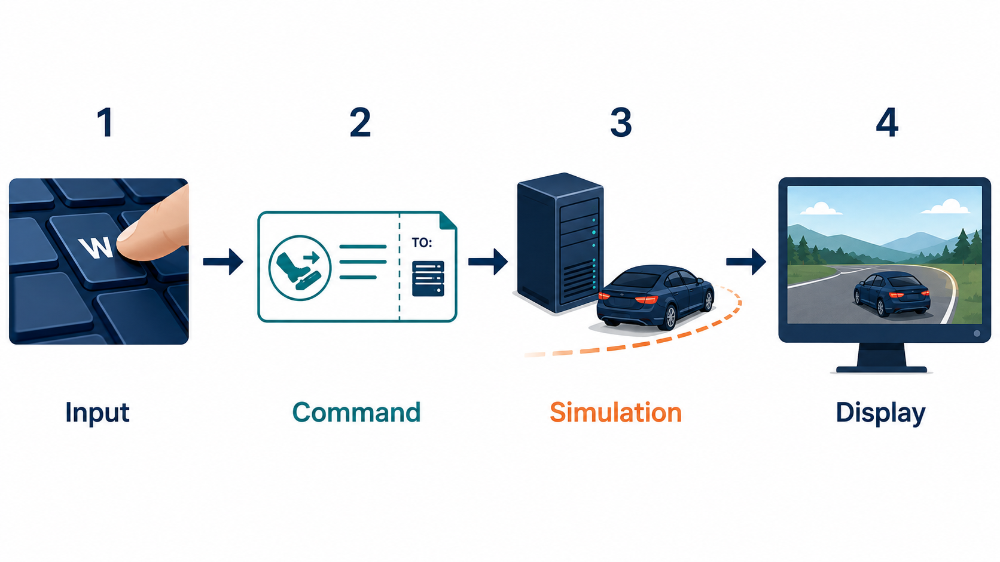 1
2
3
4
W
TO:
Input
Command
Simulation
Display